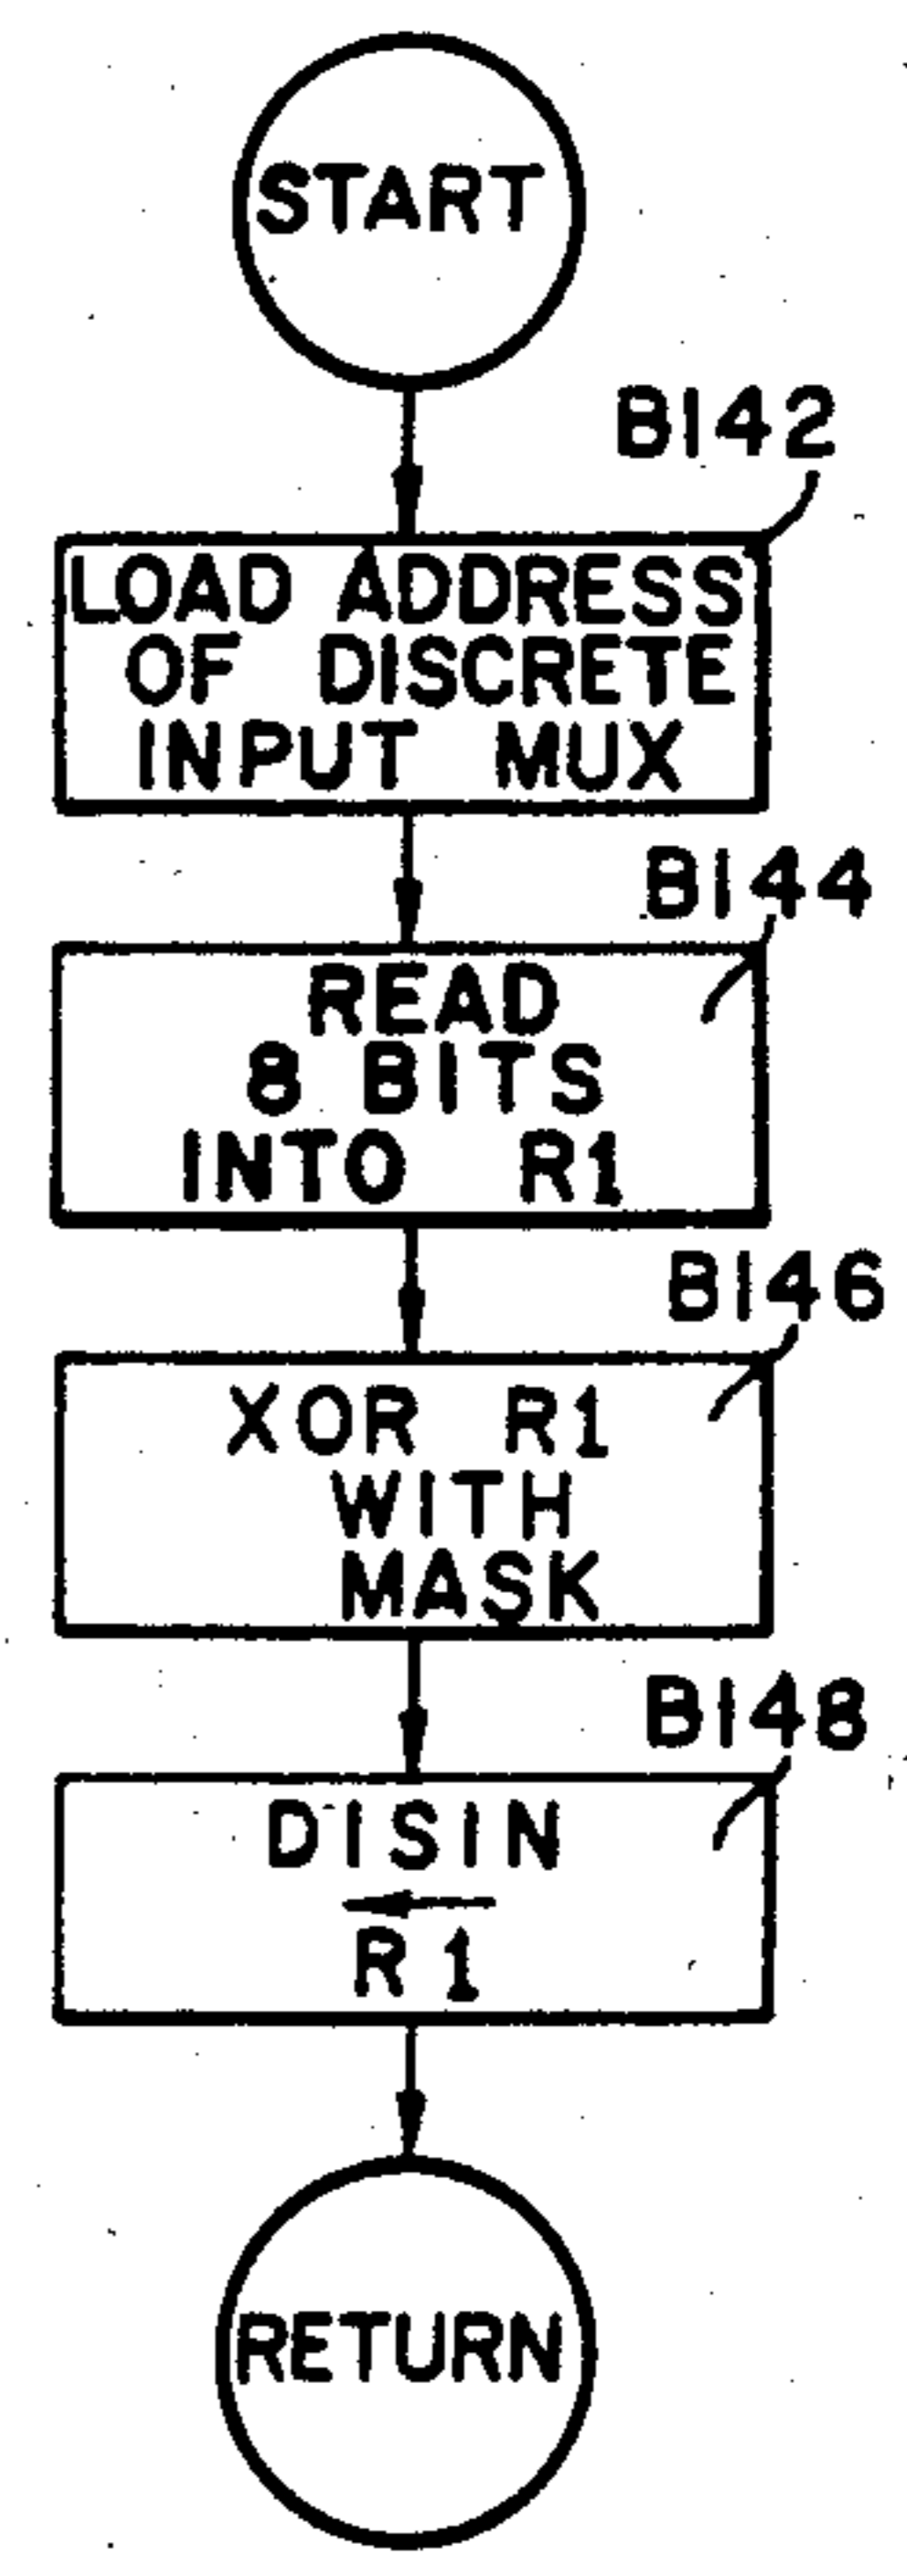 START
B142
LOAD ADDRESS
OF DISCRETE
INPUT MUX
B144
READ
8 BITS
INTO R1
B146
XOR R1
WITH
MASK
B148
DISIN
←
R1
RETURN